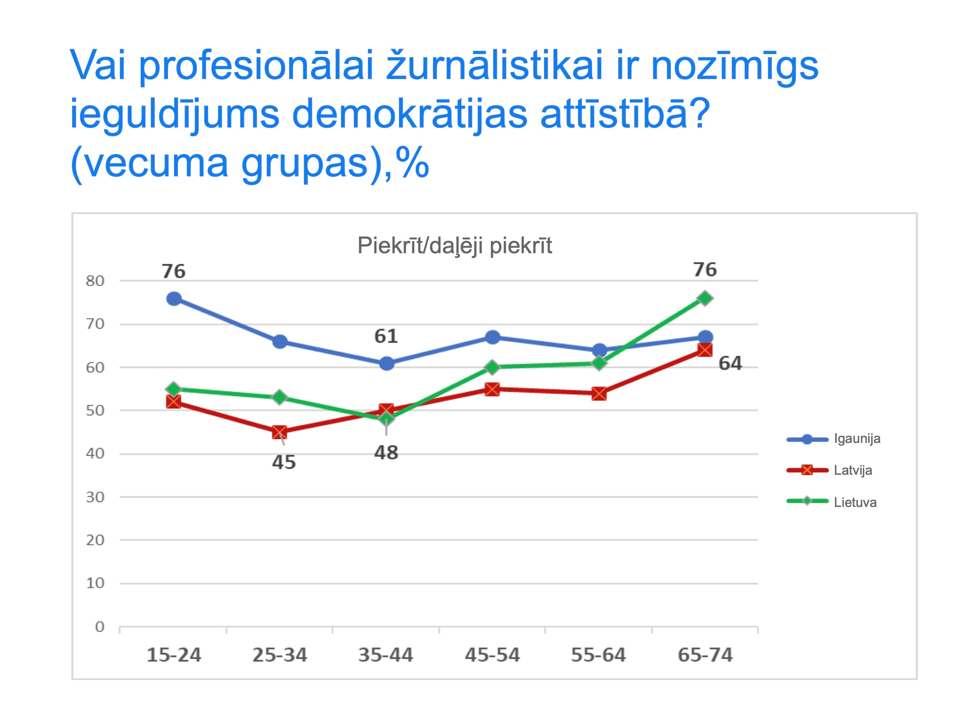 Vai profesionālai žurnālistikai ir nozīmīgs
ieguldījums demokrātijas attīstībā?
(vecuma grupas),%
Piekrīt/daļēji piekrīt
76
76
80
70
61
60
64
50
40
45
48
30
20
10
0
Igaunija
Latvija
Lietuva
15-24 25-34 35-44 45-54 55-64 65-74